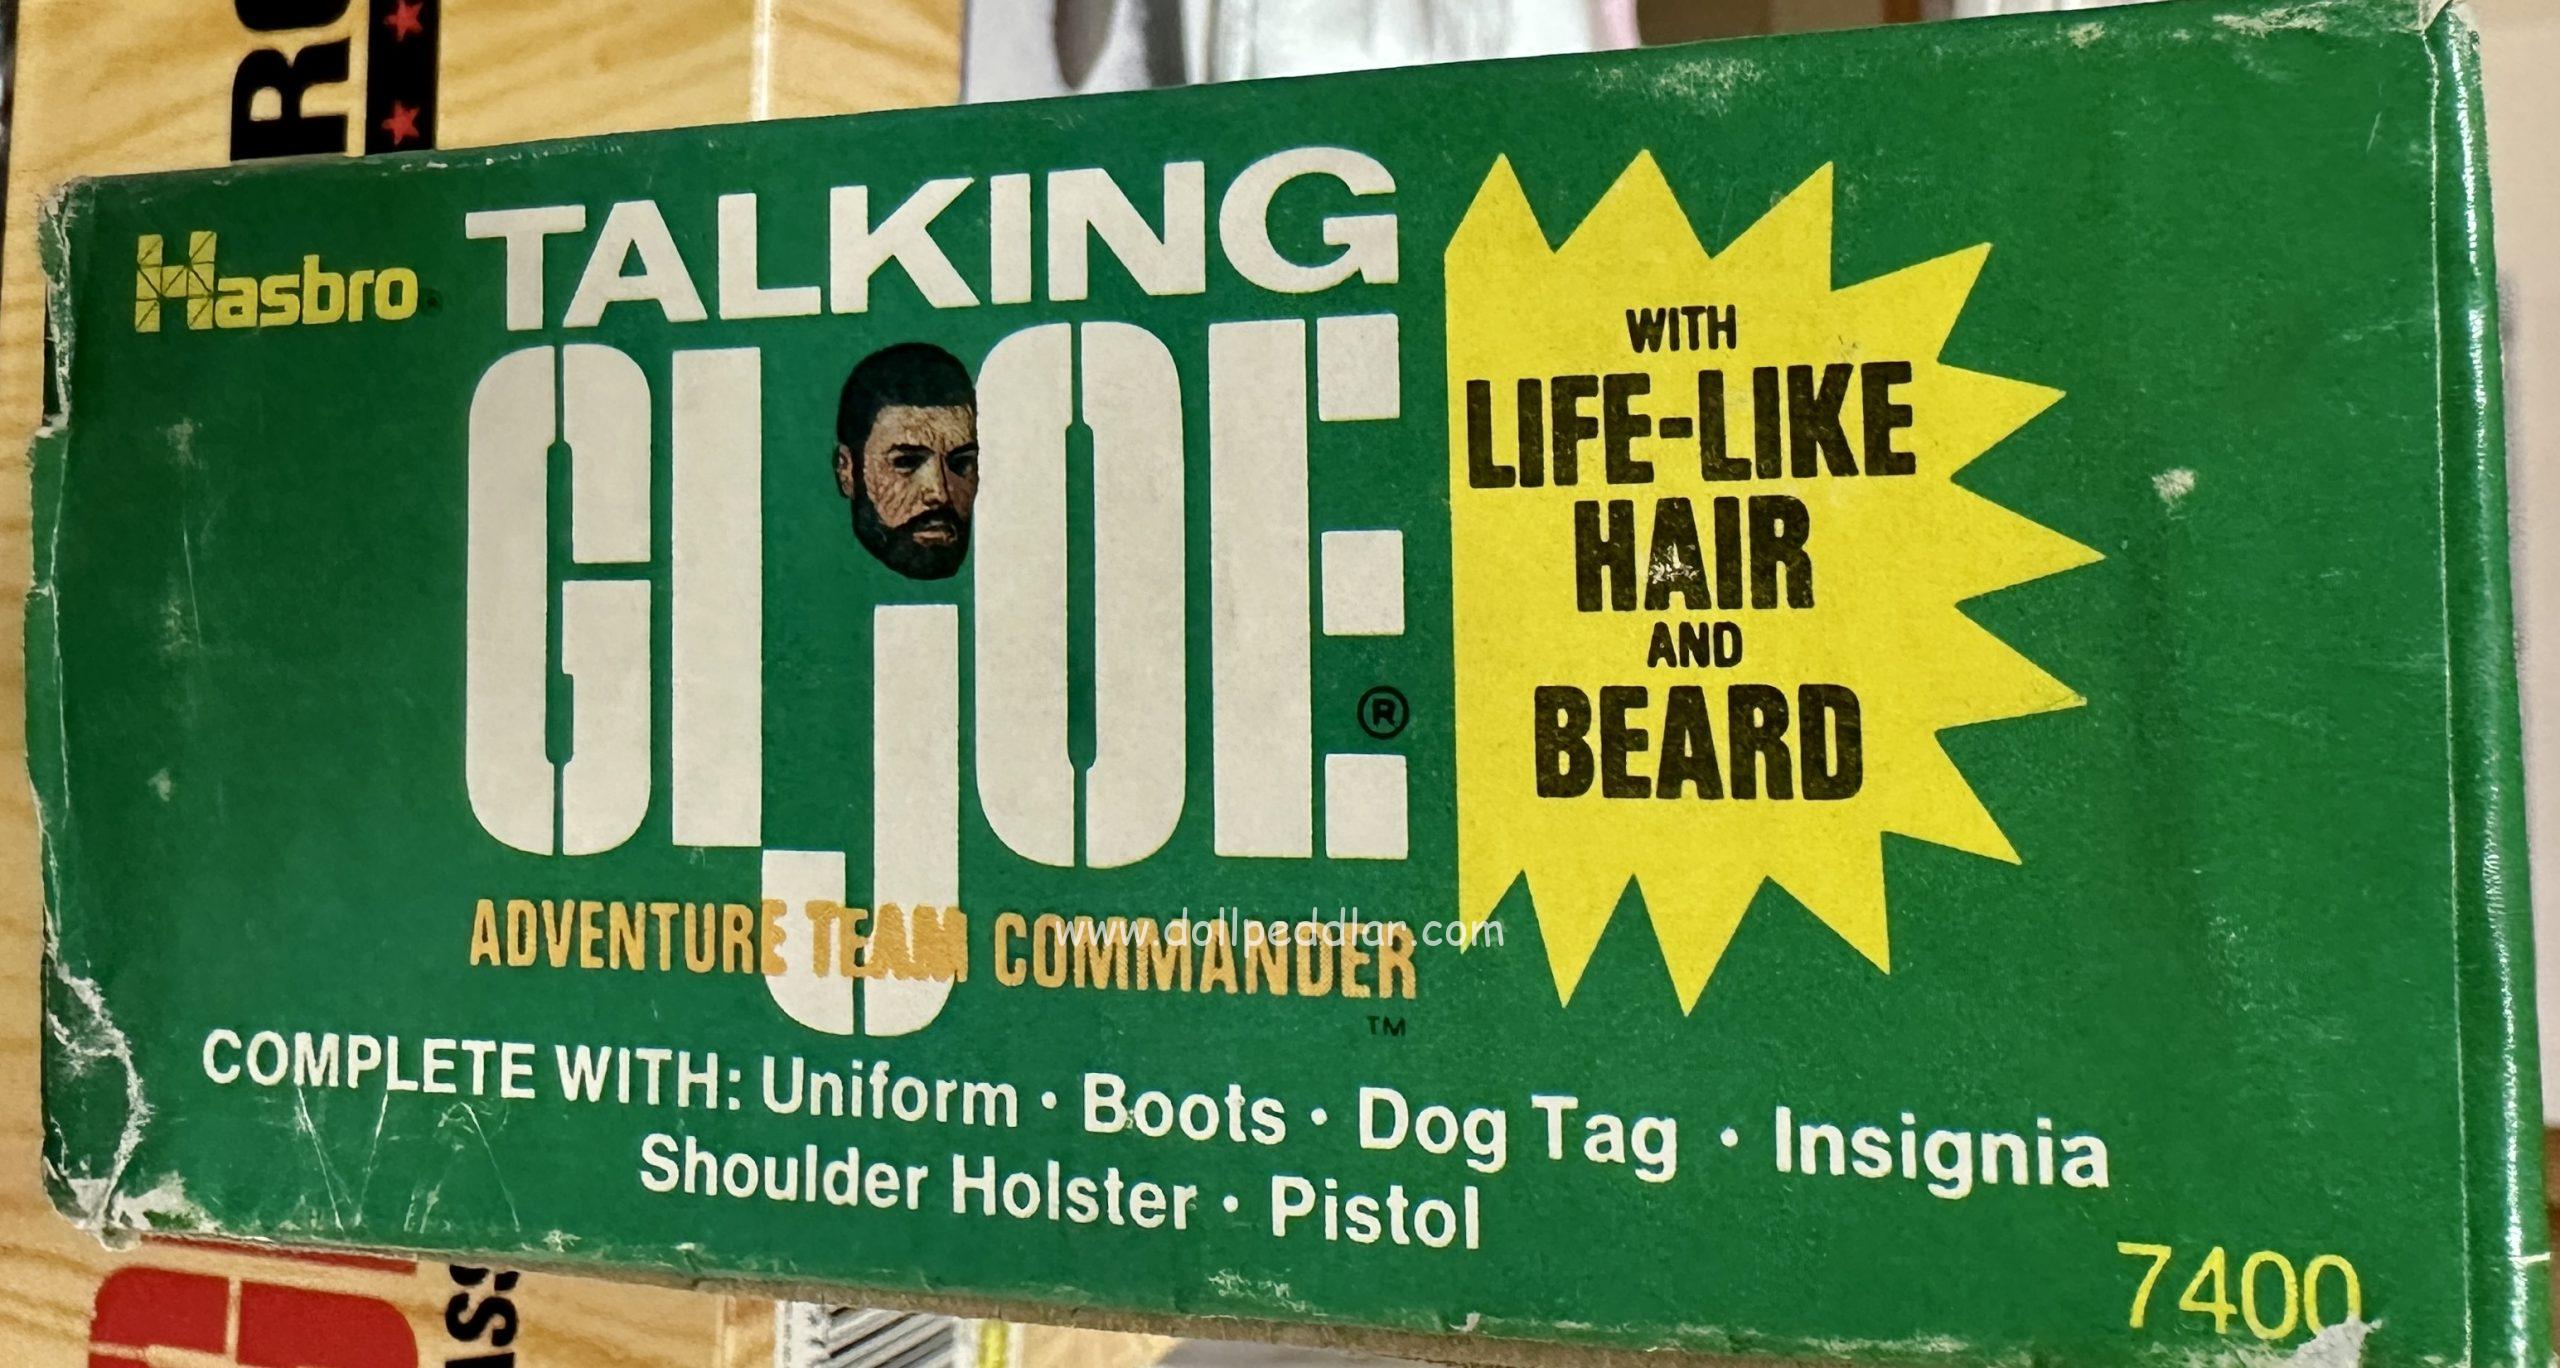 Hasbro
TALKING
GI JOE®
ADVENTURE TEAM COMMANDER
TM
WITH
LIFE-LIKE
HAIR
AND
BEARD
www.dollpeddlar.com
COMPLETE WITH: Uniform • Boots • Dog Tag • Insignia
Shoulder Holster • Pistol
7400